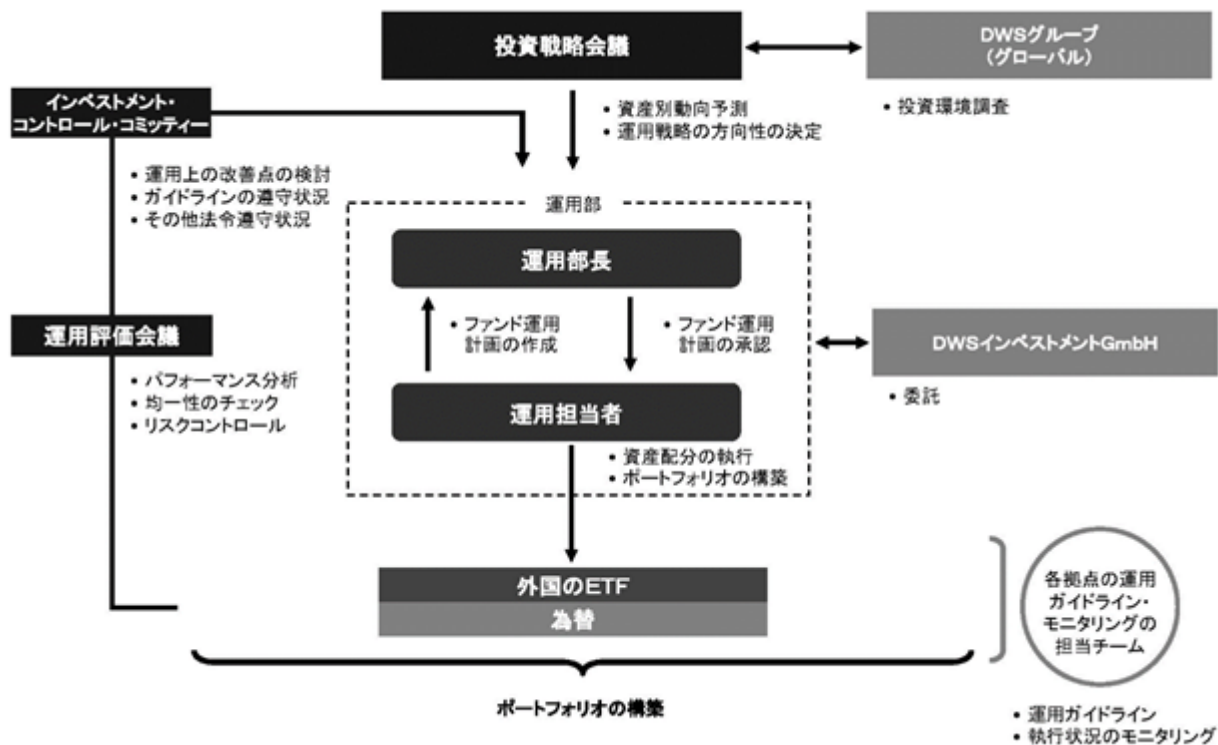 投資戦略会議
DWSグループ
(グローバル)
• 投資環境調査
• 資産別動向予測
• 運用戦略の方向性の決定
インベストメント・
コントロール・コミッティー
• 運用上の改善点の検討
• ガイドラインの遵守状況
• その他法令遵守状況
運用部
運用部長
• ファンド運用
計画の作成
• ファンド運用
計画の承認
運用評価会議
• パフォーマンス分析
• 均一性のチェック
• リスクコントロール
DWSインベストメントGmbH
• 委託
運用担当者
• 資産配分の執行
• ポートフォリオの構築
外国のETF
為替
各拠点の運用
ガイドライン・
モニタリングの
担当チーム
ポートフォリオの構築
• 運用ガイドライン
• 執行状況のモニタリング